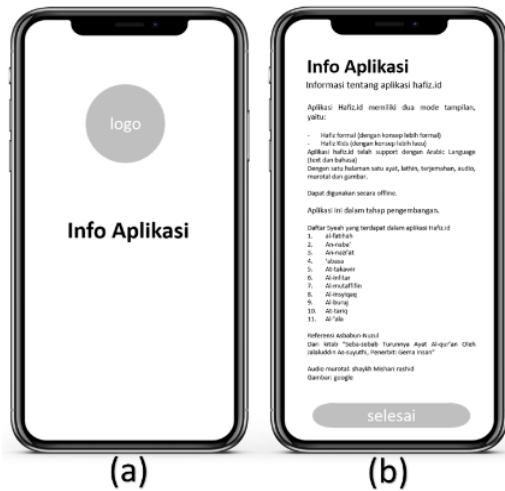 logo
Info Aplikasi
(a)
Info Aplikasi
Informasi tentang aplikasi hafiz.id
Aplikasi Hafiz.id memiliki dua mode tampilan,
yaitu:
- Hafiz formal (dengan konsep lebih formal)
- Hafiz Kids (dengan konsep lebih lucu)
Aplikasi hafiz.id telah support dengan Arabic Language
(text dan bahasa)
Dengan satu halaman satu ayat, lathin, terjemahan, audio,
murotal dan gambar.
Dapat digunakan secara offline.
Aplikasi ini dalam tahap pengembangan.
Daftar Syeah yang terdapat dalam aplikasi Hafiz.id
1. al-fatihah
2. An-naba'
3. An-nazi'at
4. 'abasa
5. At-takawir
6. Al-infitar
7. Al-mutaffifin
8. Al-insyiqaq
9. Al-buruj
10. At-tariq
11. Al-'ala
Referensi Asbabun-Nuzul
Dari kitab "Seba-sebab Turunnya Ayat Al-qur'an Oleh
Jalaluddin As-suyuthi, Penerbit: Gema Insan"
Audio murotal: shaykh Mishari rashid
Gambar: google
selesai
(b)